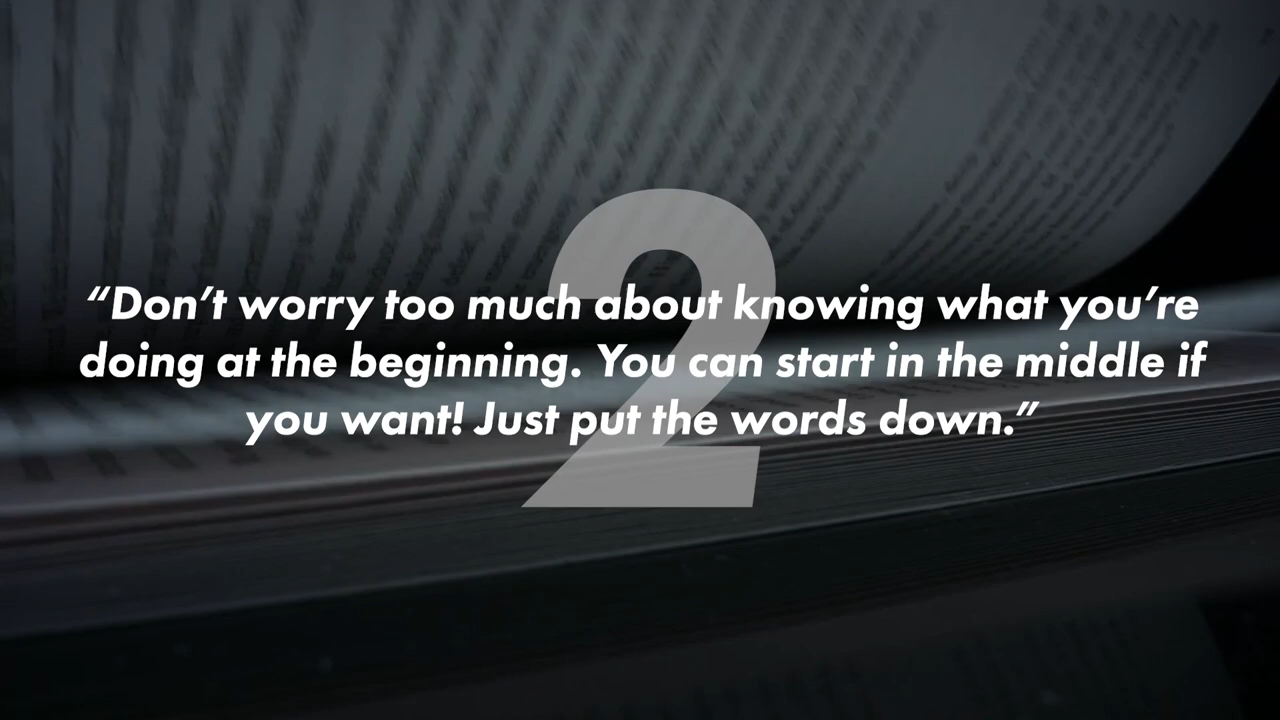 2
“Don’t worry too much about knowing what you’re
doing at the beginning. You can start in the middle if
you want! Just put the words down.”